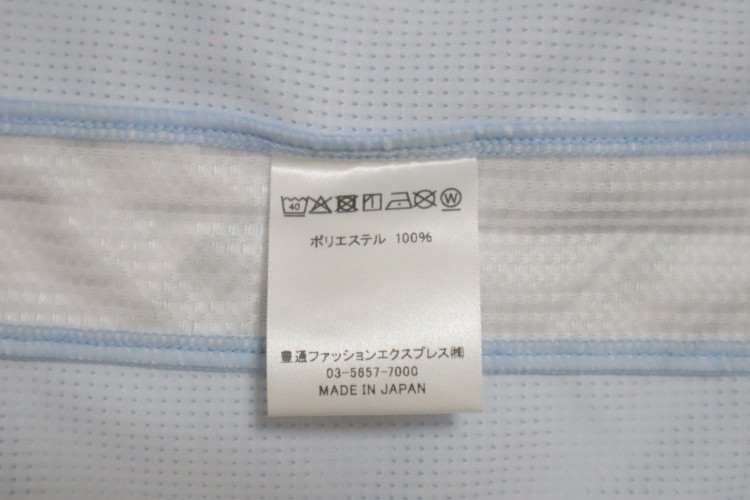 40 W
ポリエステル 100%
豊通ファッションエクスプレス㈱
03-5657-7000
MADE IN JAPAN